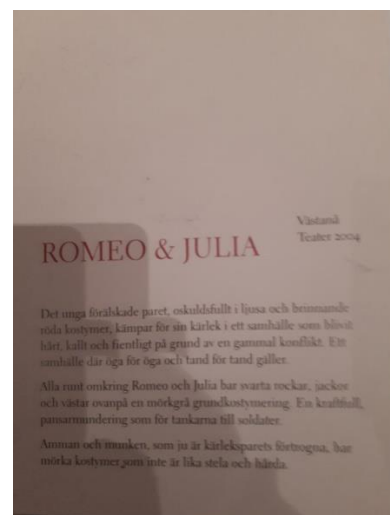 Västanå
Teater 2004
ROMEO & JULIA
Det unga förälskade paret, oskuldsfullt i ljusa och brinnande
röda kostymer, kämpar för sin kärlek i ett samhälle som blivit
hårt, kallt och fientligt på grund av en gammal konflikt. Ett
samhälle där öga för öga och tand för tand gäller.
Alla runt omkring Romeo och Julia bar svarta rockar, jackor
och västar ovanpå en mörkgrå grundkostymering. En kraftfull,
pansarmundering som för tankarna till soldater.
Amman och munken, som ju är kärleksparets förtrogna, har
mörka kostymer som inte är lika stela och hårda.